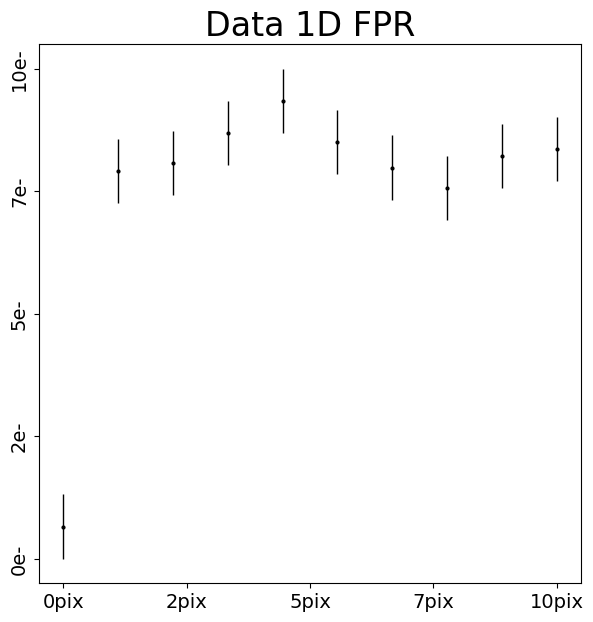 Data 1D FPR
10e-
7e-
5e-
2e-
0e-
0pix
2pix
5pix
7pix
10pix